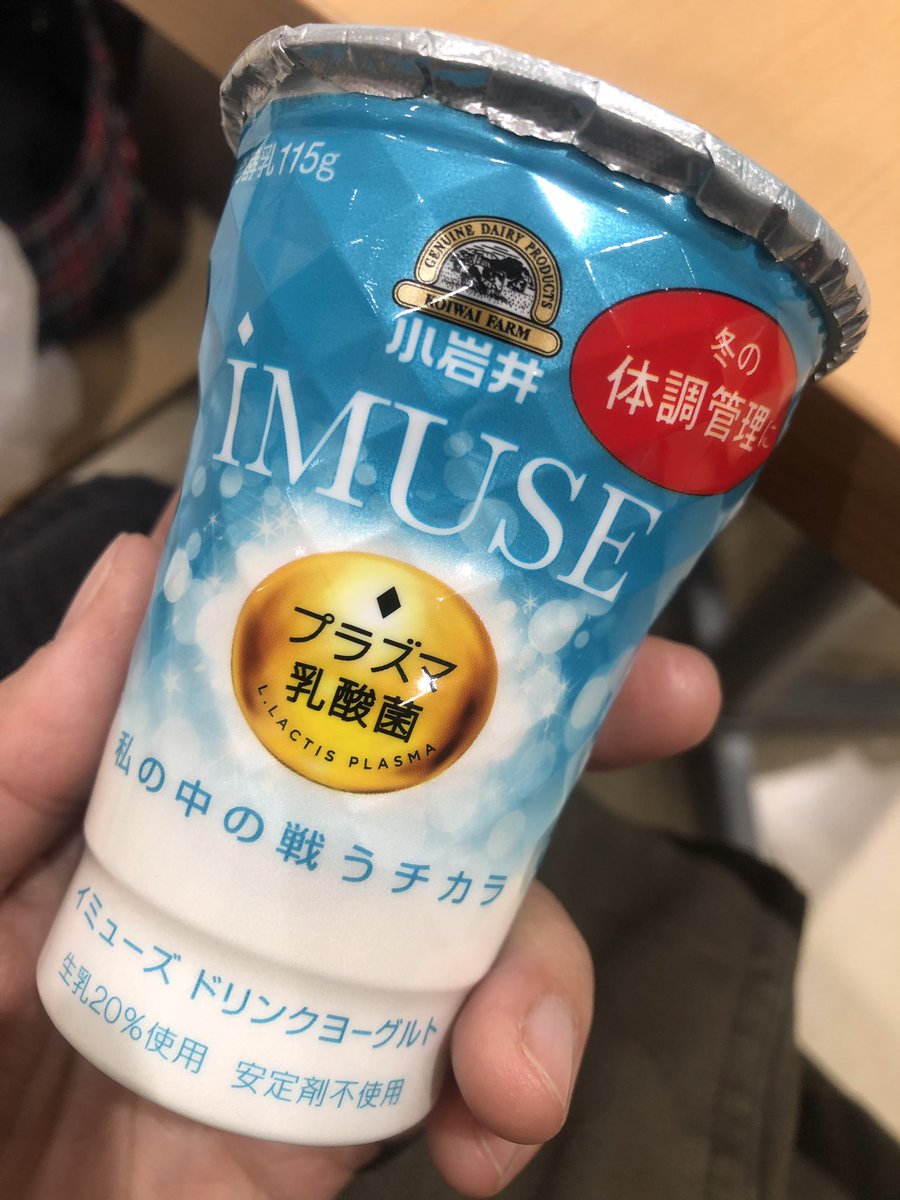 酵乳115g
GENUINE DAIRY PRODUCTS
KOIWAI FARM
小岩井
冬の
体調管理に
iMUSE
プラズマ
乳酸菌
L.LACTIS PLASMA
私の中の戦うチカラ
イミューズ ドリンクヨーグルト
生乳20%使用 安定剤不使用